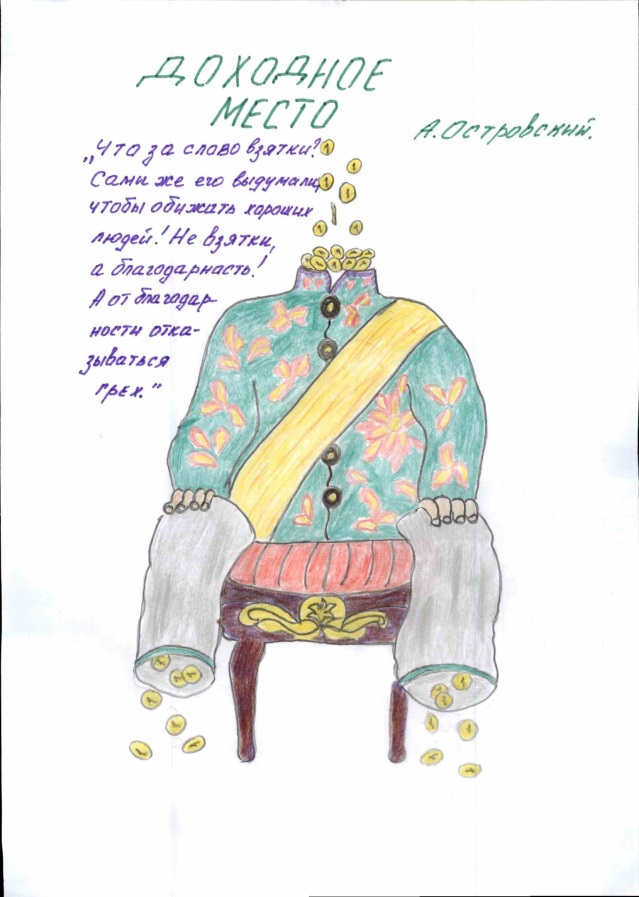 ДОХОДНОЕ
МЕСТО
А. Островский.
„Что за слово взятки?
Сами же его выдумали,
чтобы обижать хороших
людей! Не взятки,
а благодарнасть!
А от благодар-
ности отка-
зываться
грех."